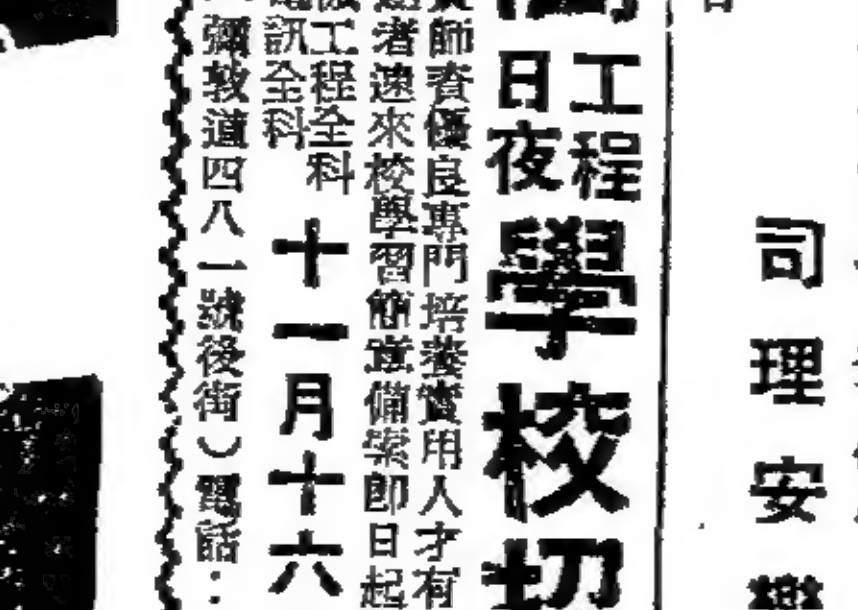 司理安
工程
日夜
學校切
師資優良專門培養實用人才有
者速來校學習簡章備索即日起
工程全科
訊全科
十一月十六
彌敦道四八一號後街）電話：